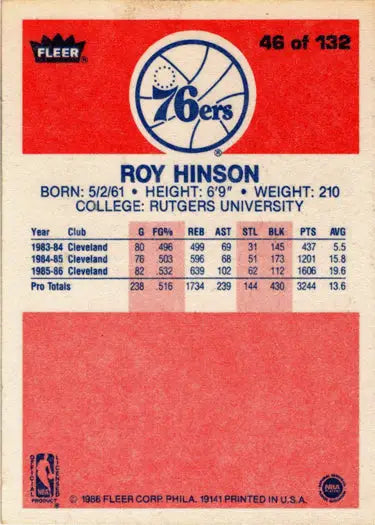 FLEER®
46 of 132
76ers
®
ROY HINSON
BORN: 5/2/61 • HEIGHT: 6'9" • WEIGHT: 210
COLLEGE: RUTGERS UNIVERSITY
Year Club G FG% REB AST STL BLK PTS AVG
1983-84 Cleveland 80 .496 499 69 31 145 437 5.5
1984-85 Cleveland 76 .503 596 68 51 173 1201 15.8
1985-86 Cleveland 82 .532 639 102 62 112 1606 19.6
Pro Totals 238 .516 1734 239 144 430 3244 13.6
OFFICIAL LICENSED
NBA
PRODUCT
© 1986 FLEER CORP. PHILA. 19141 PRINTED IN U.S.A.